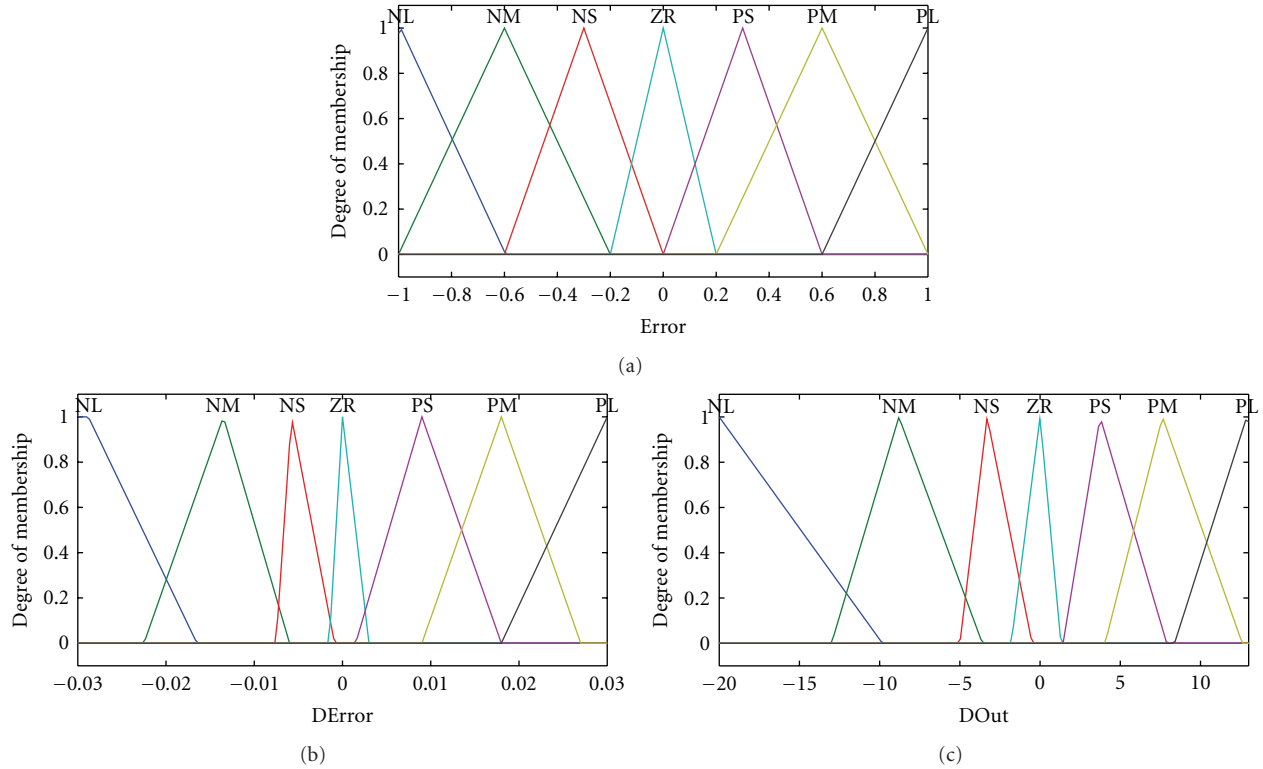 NL NM NS ZR PS PM PL
1
0.8
0.6
0.4
0.2
0
Degree of membership
−1 −0.8 −0.6 −0.4 −0.2 0 0.2 0.4 0.6 0.8 1
Error
(a)
NL NM NS ZR PS PM PL
1
0.8
0.6
0.4
0.2
0
Degree of membership
−0.03 −0.02 −0.01 0 0.01 0.02 0.03
DError
(b)
NL NM NS ZR PS PM PL
1
0.8
0.6
0.4
0.2
0
Degree of membership
−20 −15 −10 −5 0 5 10
DOut
(c)